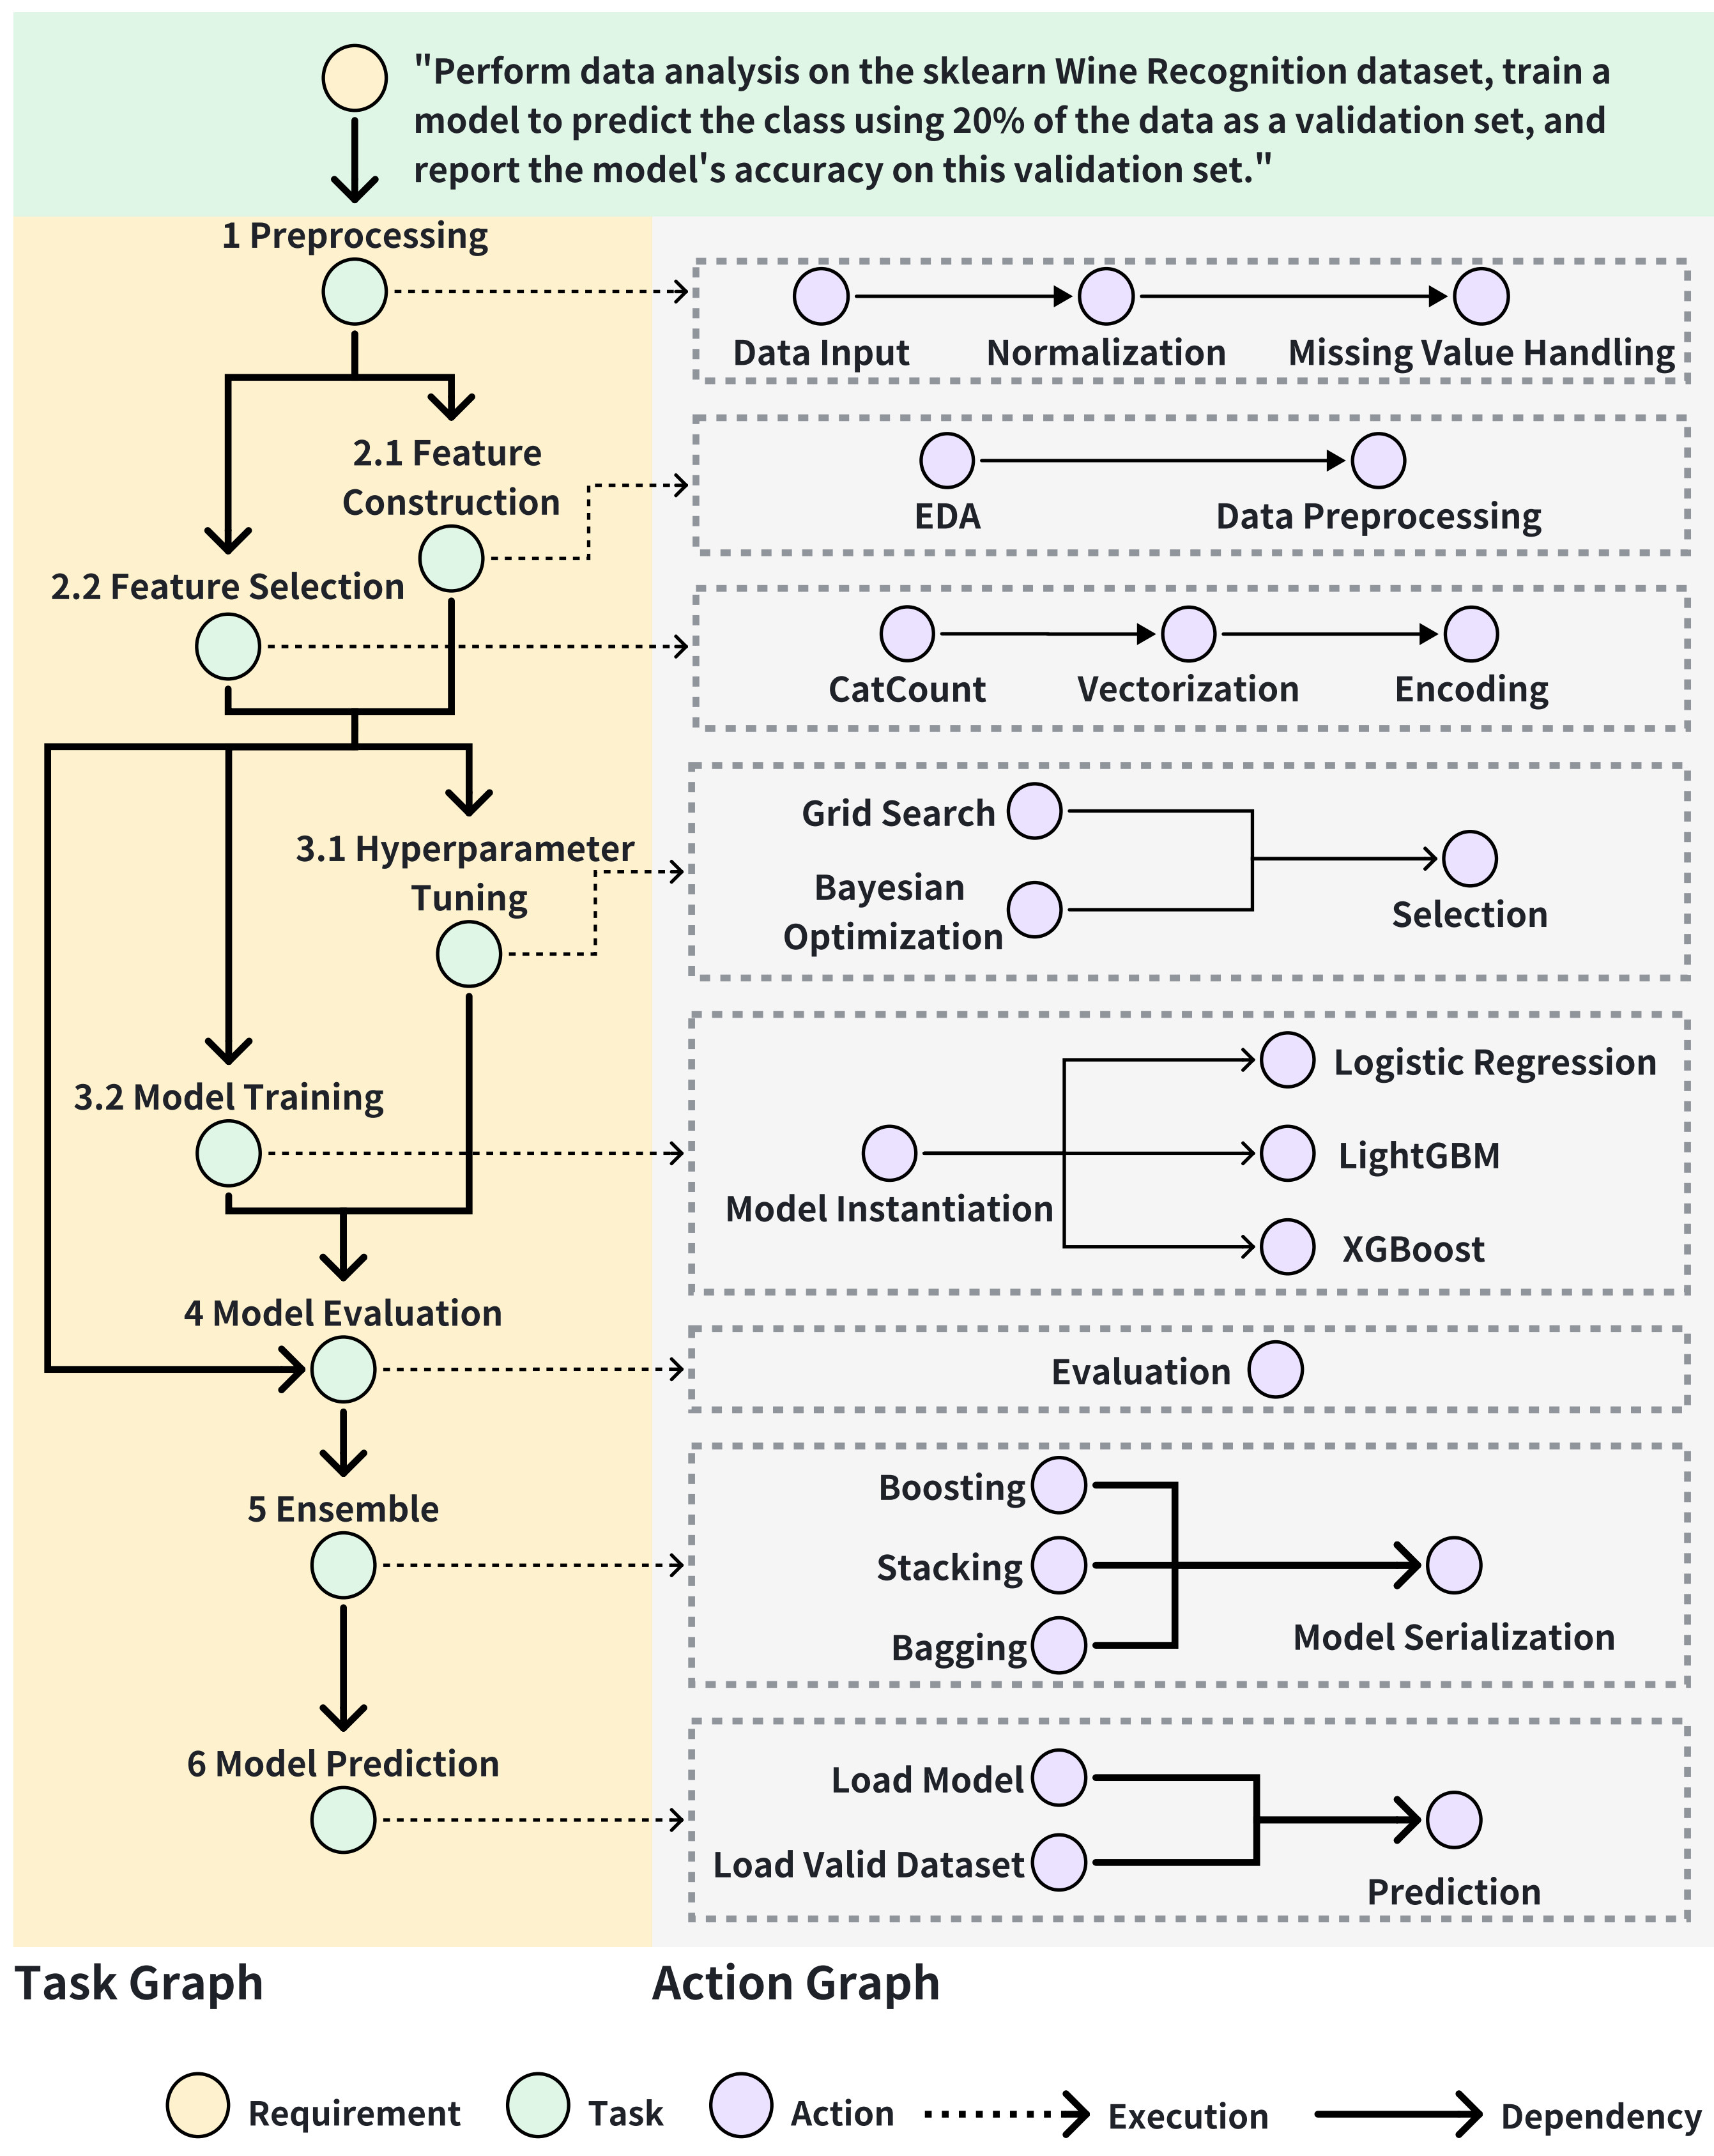 "Perform data analysis on the sklearn Wine Recognition dataset, train a
model to predict the class using 20% of the data as a validation set, and
report the model's accuracy on this validation set."
1 Preprocessing
Data Input
Normalization
Missing Value Handling
2.1 Feature
Construction
EDA
Data Preprocessing
2.2 Feature Selection
CatCount
Vectorization
Encoding
3.1 Hyperparameter
Tuning
Grid Search
Bayesian
Optimization
Selection
3.2 Model Training
Model Instantiation
Logistic Regression
LightGBM
XGBoost
4 Model Evaluation
Evaluation
5 Ensemble
Boosting
Stacking
Bagging
Model Serialization
6 Model Prediction
Load Model
Load Valid Dataset
Prediction
Task Graph
Action Graph
Requirement
Task
Action
Execution
Dependency